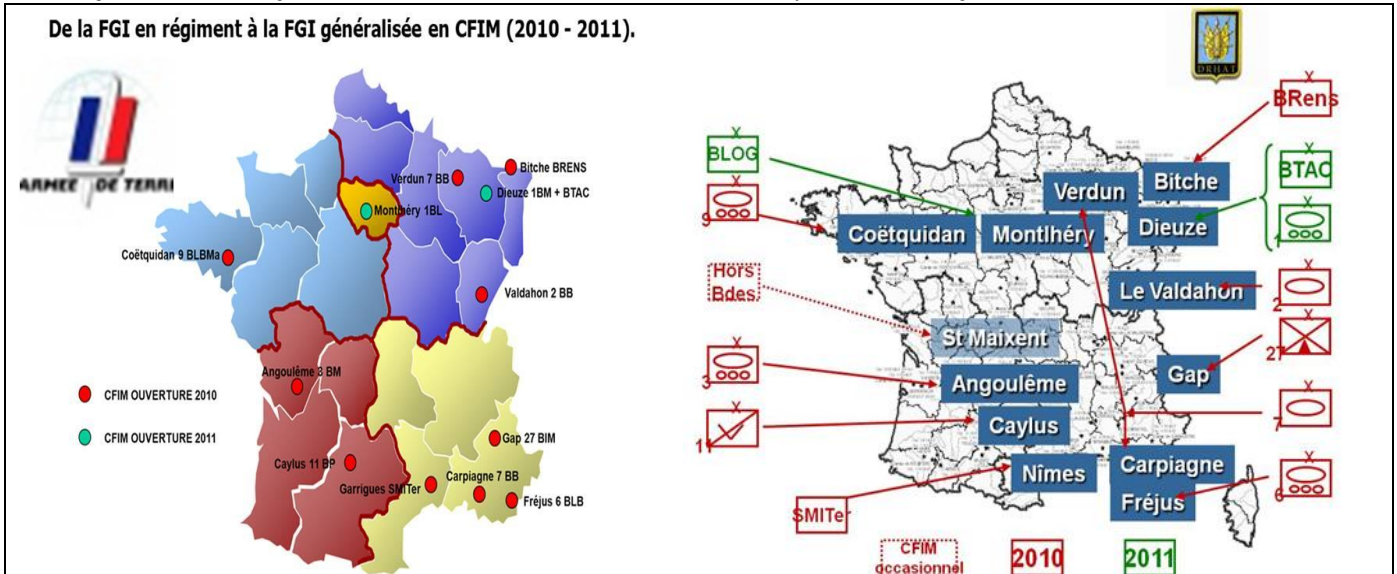 De la FGI en régiment à la FGI généralisée en CFIM (2010 - 2011).
ARMEE DE TERRE
Bitche BRENS
Verdun 7 BB
Dieuze 1BM + BTAC
Montlhéry 1BL
Coëtquidan 9 BLBMa
Valdahon 2 BB
Angoulême 3 BM
CFIM OUVERTURE 2010
CFIM OUVERTURE 2011
Gap 27 BIM
Caylus 11 BP
Carpiagne 7 BB
Garrigues SMITer
Fréjus 6 BLB
DRHAT
X
BRens
X
BLOG
X
BTAC
X
9
X
1
Verdun
Bitche
Dieuze
Coëtquidan
Montlhéry
Hors
Bdes
Le Valdahon
X
2
St Maixent
X
27
Gap
X
3
Angoulême
X
11
Caylus
X
7
Carpiagne
Nîmes
Fréjus
X
6
SMITer
CFIM
occasionnel
2010
2011